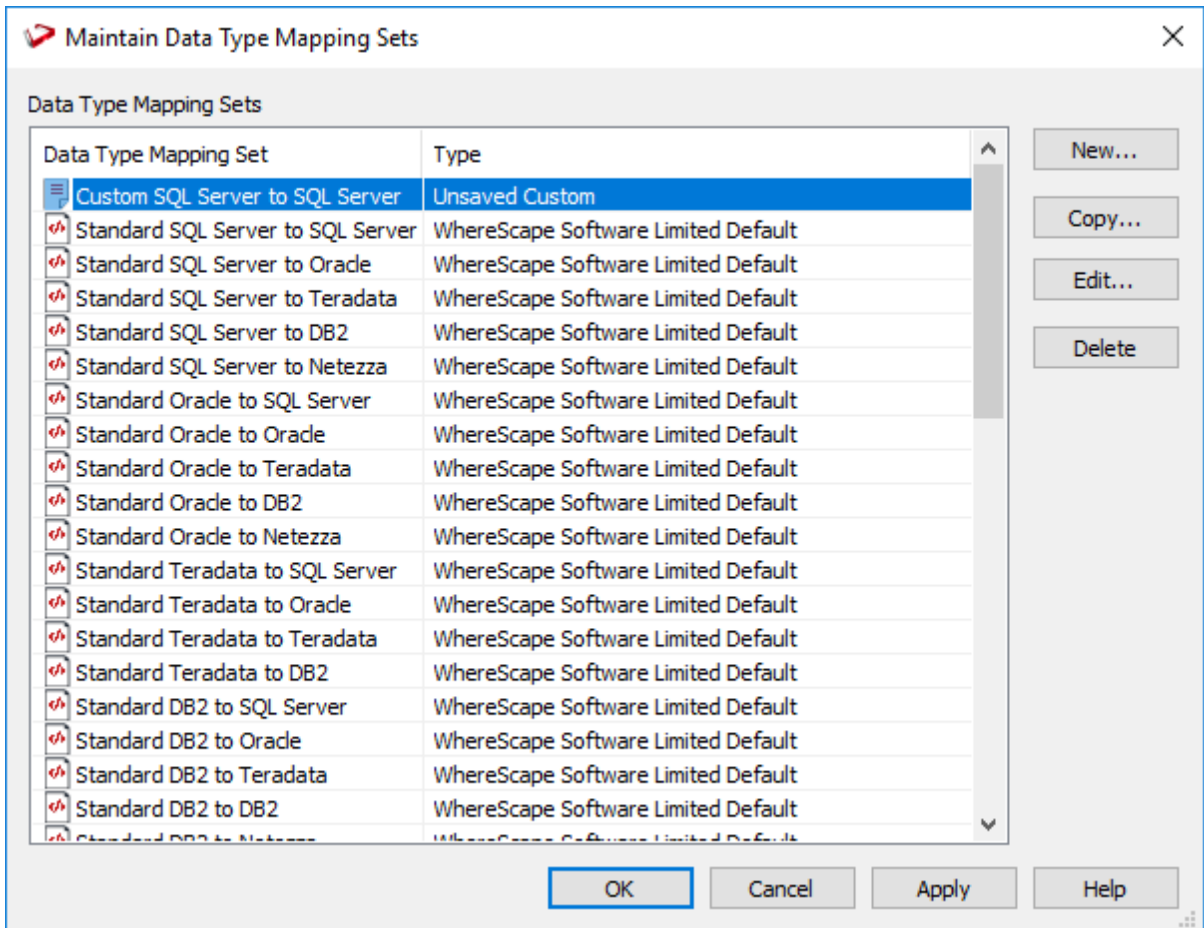 Maintain Data Type Mapping Sets
Data Type Mapping Sets
Data Type Mapping Set Type
New...
Custom SQL Server to SQL Server Unsaved Custom
Standard SQL Server to SQL Server WhereScape Software Limited Default
Copy...
Standard SQL Server to Oracle WhereScape Software Limited Default
Edit...
Standard SQL Server to Teradata WhereScape Software Limited Default
Standard SQL Server to DB2 WhereScape Software Limited Default
Delete
Standard SQL Server to Netezza WhereScape Software Limited Default
Standard Oracle to SQL Server WhereScape Software Limited Default
Standard Oracle to Oracle WhereScape Software Limited Default
Standard Oracle to Teradata WhereScape Software Limited Default
Standard Oracle to DB2 WhereScape Software Limited Default
Standard Oracle to Netezza WhereScape Software Limited Default
Standard Teradata to SQL Server WhereScape Software Limited Default
Standard Teradata to Oracle WhereScape Software Limited Default
Standard Teradata to Teradata WhereScape Software Limited Default
Standard Teradata to DB2 WhereScape Software Limited Default
Standard DB2 to SQL Server WhereScape Software Limited Default
Standard DB2 to Oracle WhereScape Software Limited Default
Standard DB2 to Teradata WhereScape Software Limited Default
Standard DB2 to DB2 WhereScape Software Limited Default
Standard DB2 to Netezza WhereScape Software Limited Default
OK Cancel Apply Help